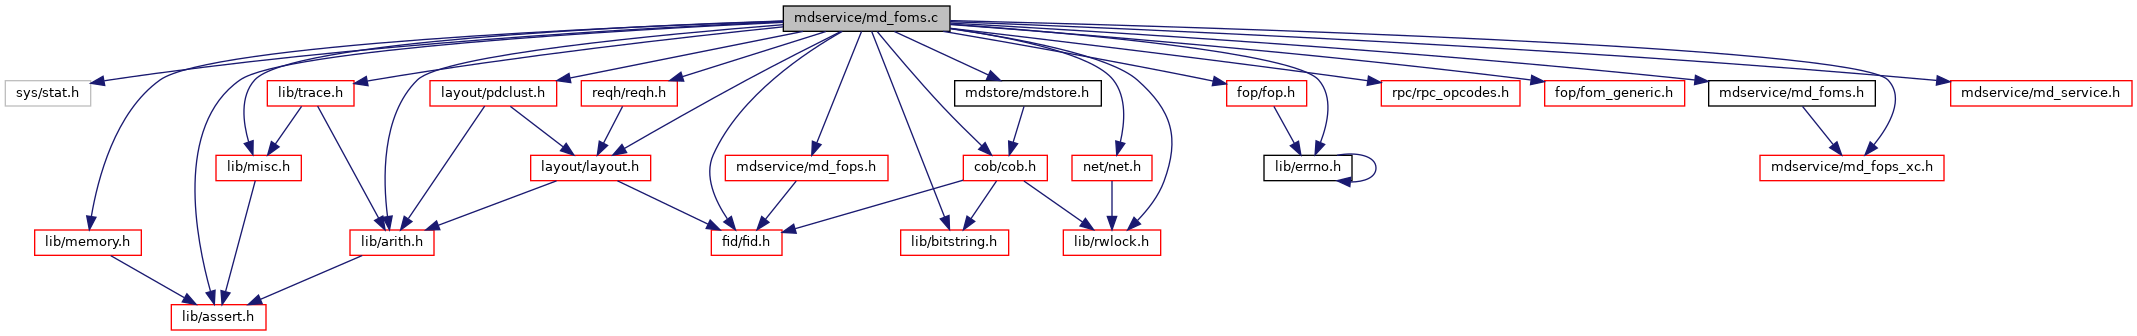 mdservice/md_foms.c
sys/stat.h
lib/trace.h
layout/pdclust.h
reqh/reqh.h
mdstore/mdstore.h
fop/fop.h
rpc/rpc_opcodes.h
fop/fom_generic.h
mdservice/md_foms.h
mdservice/md_service.h
lib/misc.h
layout/layout.h
mdservice/md_fops.h
cob/cob.h
net/net.h
lib/errno.h
mdservice/md_fops_xc.h
lib/memory.h
lib/arith.h
fid/fid.h
lib/bitstring.h
lib/rwlock.h
lib/assert.h